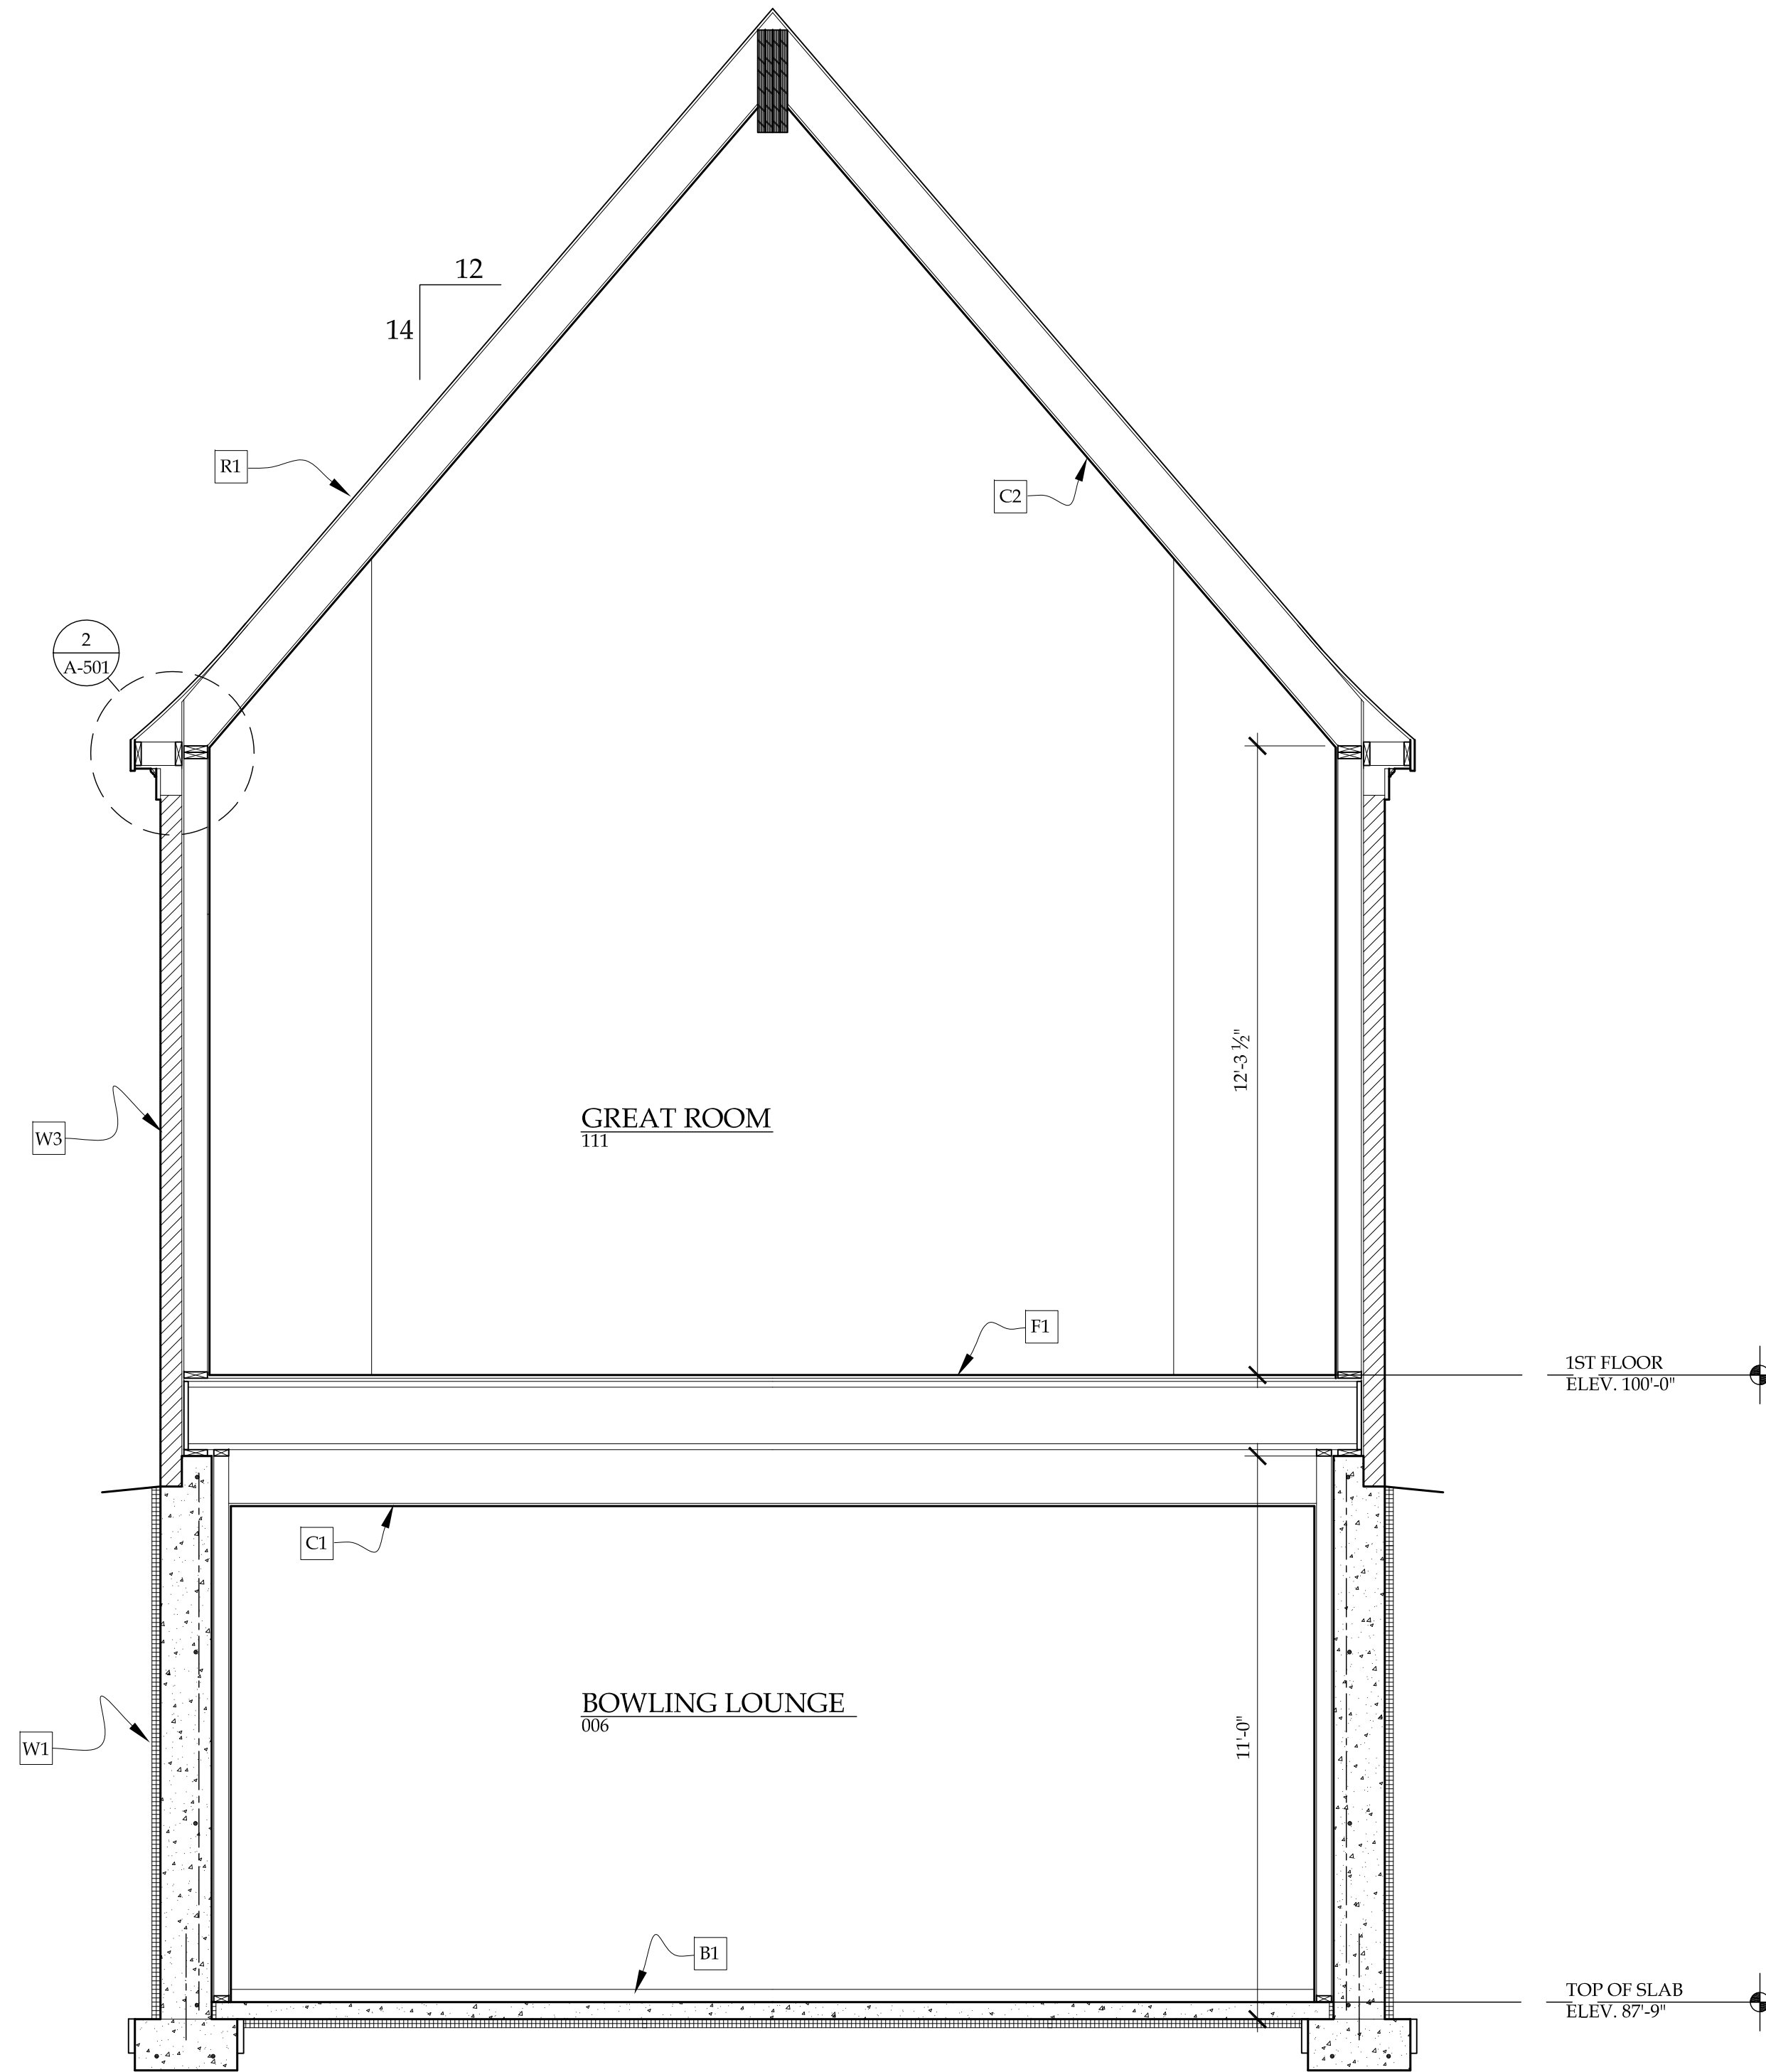 12
14
R1
C2
2
A-501
12'-3 ½"
GREAT ROOM
111
W3
F1
1ST FLOOR
ELEV. 100'-0"
C1
BOWLING LOUNGE
006
11'-0"
W1
B1
TOP OF SLAB
ELEV. 87'-9"